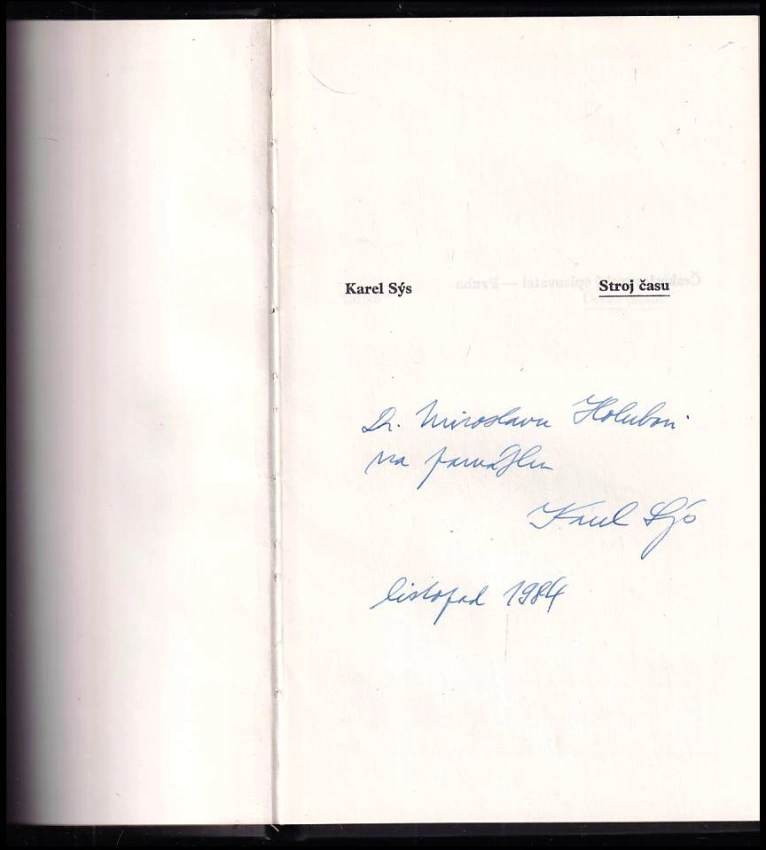 Karel Sýs Stroj času
Dr. Miroslavu Holubovi
na památku
Karel Sýs
listopad 1984